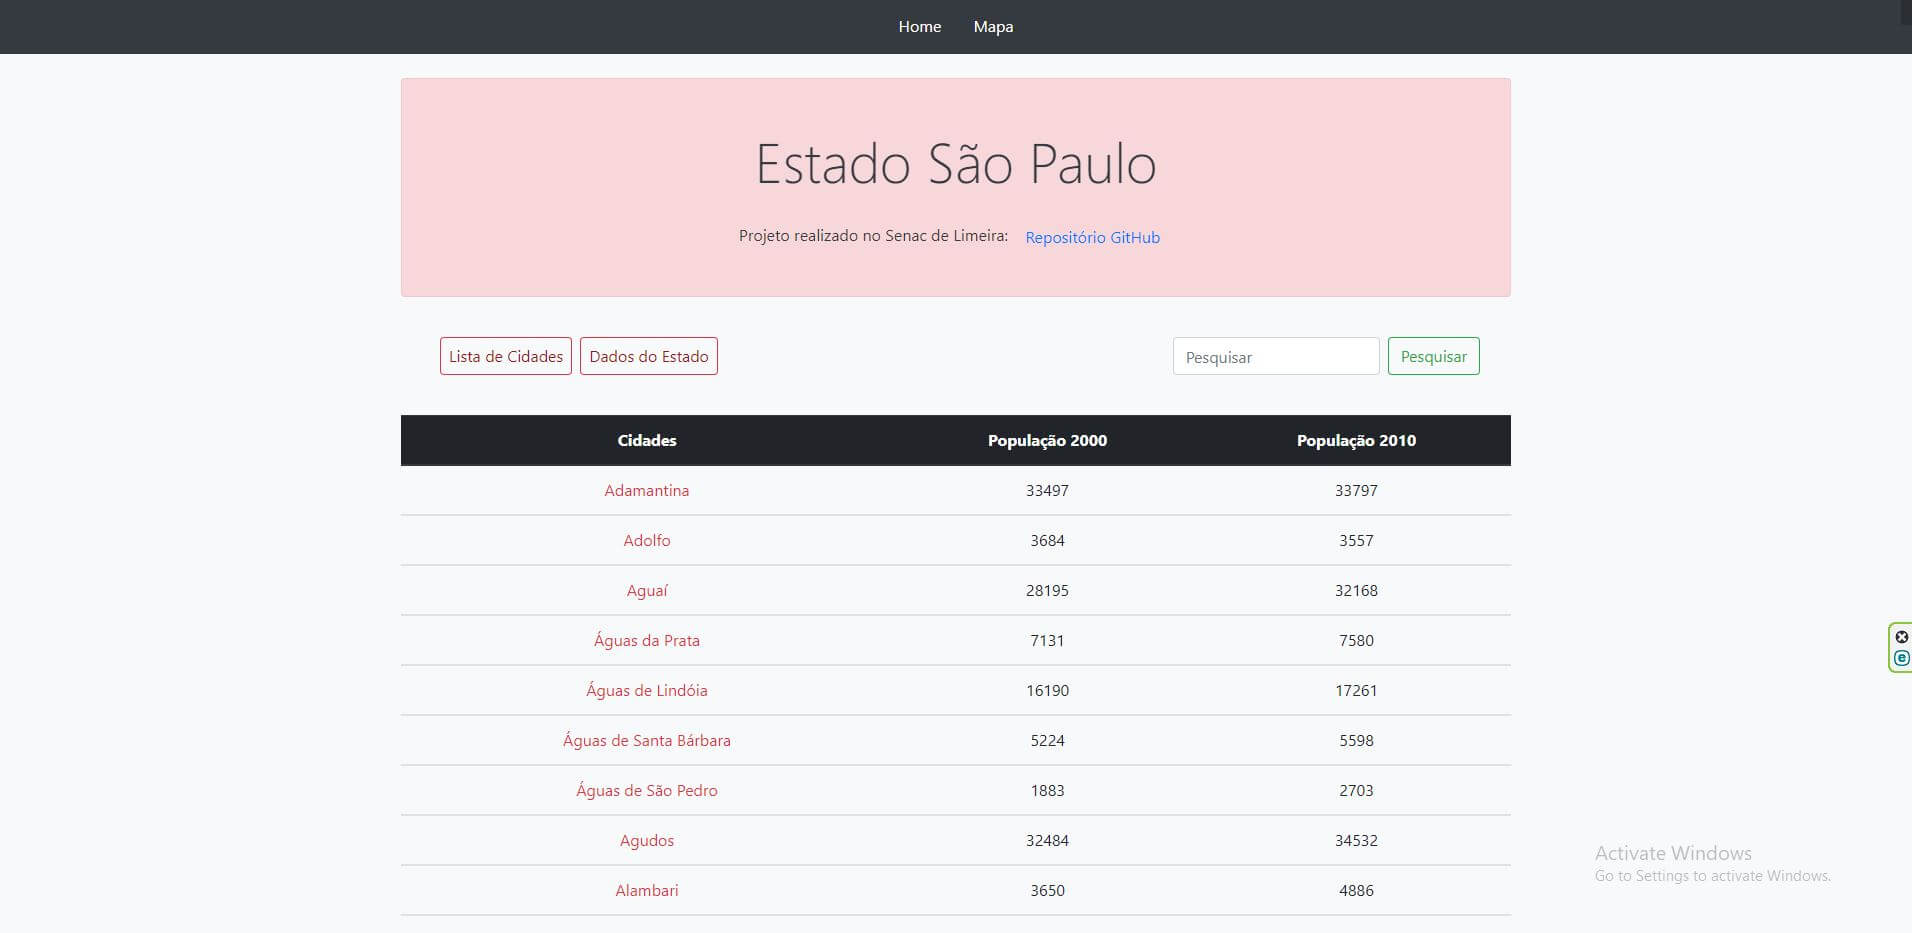 Home Mapa
Estado São Paulo
Projeto realizado no Senac de Limeira: Repositório GitHub
Lista de Cidades Dados do Estado Pesquisar Pesquisar
Cidades População 2000 População 2010
Adamantina 33497 33797
Adolfo 3684 3557
Aguaí 28195 32168
Águas da Prata 7131 7580
Águas de Lindóia 16190 17261
Águas de Santa Bárbara 5224 5598
Águas de São Pedro 1883 2703
Agudos 32484 34532
Alambari 3650 4886
Activate Windows
Go to Settings to activate Windows.